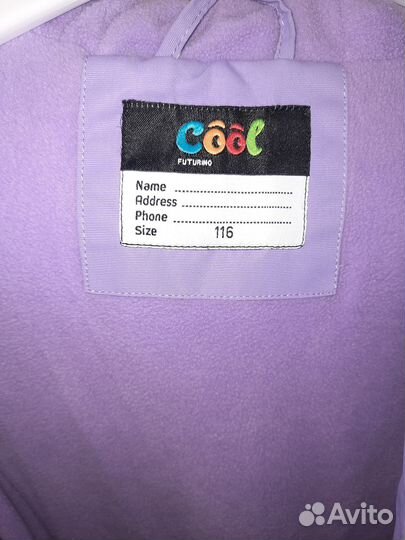 cool
FUTURINO
Name
Address
Phone
Size 116
Avito